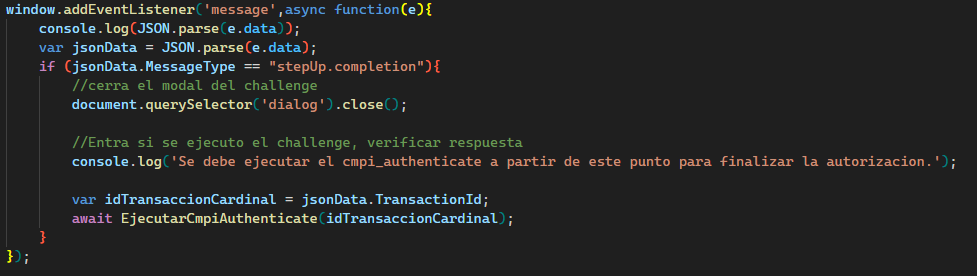 window.addEventListener('message',async function(e){
    console.log(JSON.parse(e.data));
    var jsonData = JSON.parse(e.data);
    if (jsonData.MessageType == "stepUp.completion"){
        //cerra el modal del challenge
        document.querySelector('dialog').close();

        //Entra si se ejecuto el challenge, verificar respuesta
        console.log('Se debe ejecutar el cmpi_authenticate a partir de este punto para finalizar la autorizacion.');

        var idTransaccionCardinal = jsonData.TransactionId;
        await EjecutarCmpiAuthenticate(idTransaccionCardinal);
    }
});